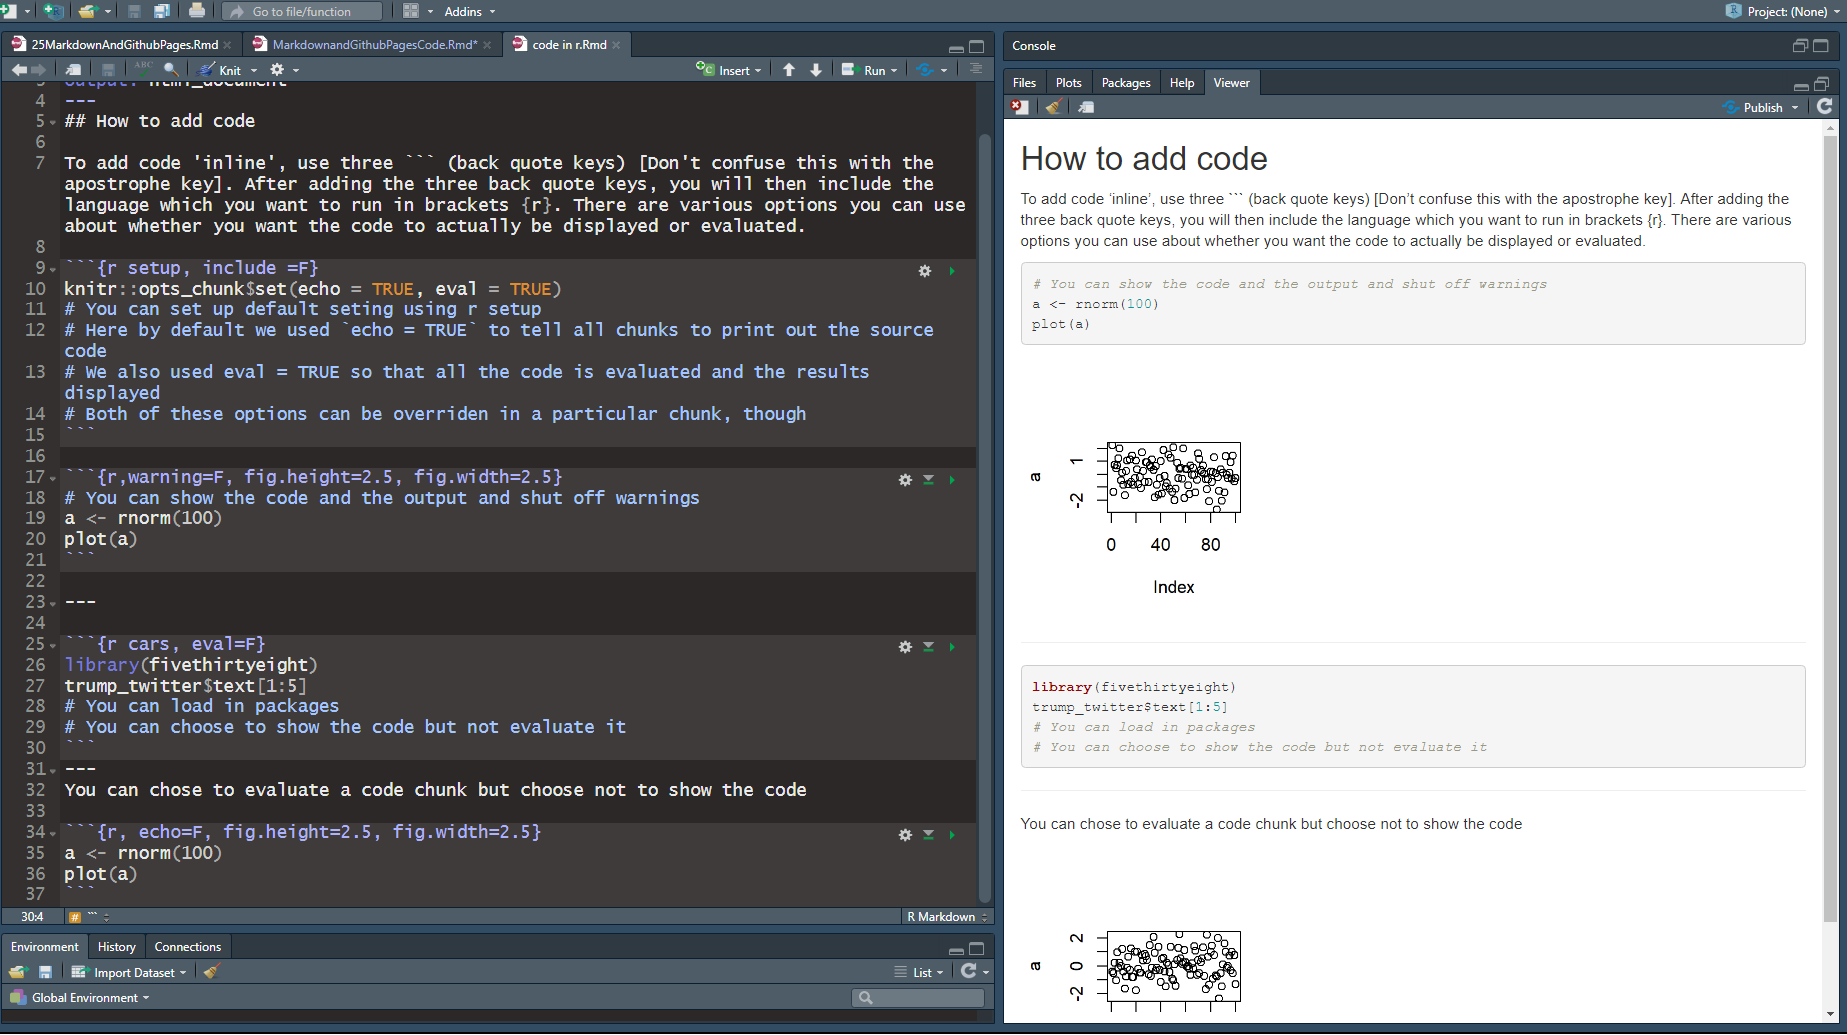 Go to file/function
Addins
Project: (None)
25MarkdownAndGithubPages.Rmd
MarkdownandGithubPagesCode.Rmd*
code in r.Rmd
ABC
Knit
Insert
Run
4 ---
5 ## How to add code
6
7 To add code 'inline', use three ``` (back quote keys) [Don't confuse this with the
apostrophe key]. After adding the three back quote keys, you will then include the
language which you want to run in brackets {r}. There are various options you can use
about whether you want the code to actually be displayed or evaluated.
8
9 ```{r setup, include =F}
10 knitr::opts_chunk$set(echo = TRUE, eval = TRUE)
11 # You can set up default seting using r setup
12 # Here by default we used `echo = TRUE` to tell all chunks to print out the source
code
13 # We also used eval = TRUE so that all the code is evaluated and the results
displayed
14 # Both of these options can be overriden in a particular chunk, though
15 ```
16
17 ```{r,warning=F, fig.height=2.5, fig.width=2.5}
18 # You can show the code and the output and shut off warnings
19 a <- rnorm(100)
20 plot(a)
21 ```
22
23 ---
24
25 ```{r cars, eval=F}
26 library(fivethirtyeight)
27 trump_twitter$text[1:5]
28 # You can load in packages
29 # You can choose to show the code but not evaluate it
30 ```
31 ---
32 You can chose to evaluate a code chunk but choose not to show the code
33
34 ```{r, echo=F, fig.height=2.5, fig.width=2.5}
35 a <- rnorm(100)
36 plot(a)
37 ```
30:4
# ```
R Markdown
Environment
History
Connections
Import Dataset
List
Global Environment
Console
Files
Plots
Packages
Help
Viewer
Publish
How to add code
To add code ‘inline’, use three ``` (back quote keys) [Don’t confuse this with the apostrophe key]. After adding the
three back quote keys, you will then include the language which you want to run in brackets {r}. There are various
options you can use about whether you want the code to actually be displayed or evaluated.
# You can show the code and the output and shut off warnings
a <- rnorm(100)
plot(a)
a
1
-2
0 40 80
Index
library(fivethirtyeight)
trump_twitter$text[1:5]
# You can load in packages
# You can choose to show the code but not evaluate it
You can chose to evaluate a code chunk but choose not to show the code
a
2
0
-2